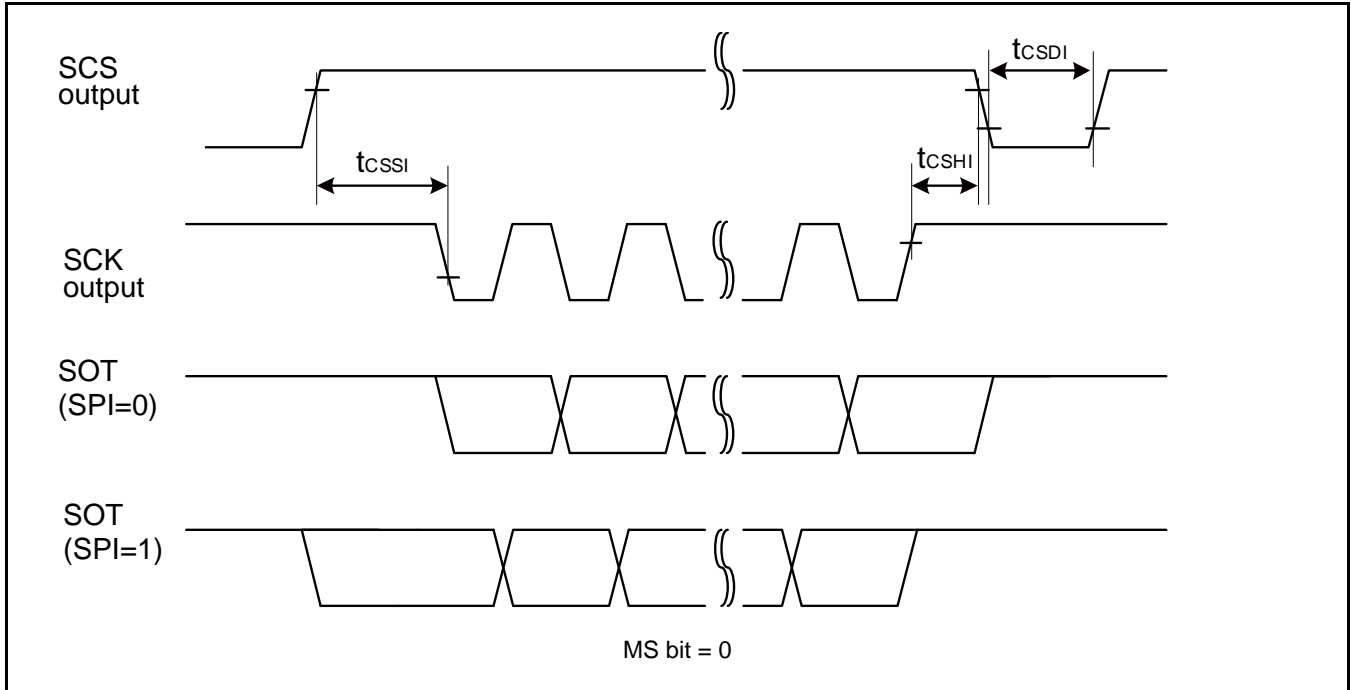 SCS
output
tCSDI
tCSSI
tCSHI
SCK
output
SOT
(SPI=0)
SOT
(SPI=1)
MS bit = 0